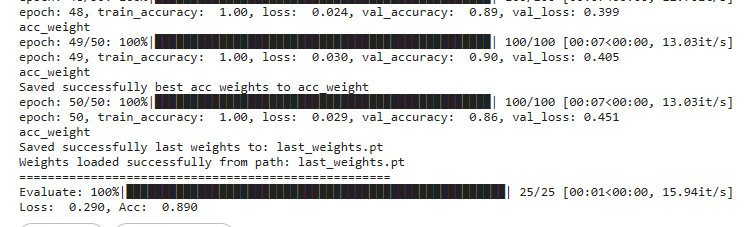 epoch: 48, train_accuracy:  1.00, loss:  0.024, val_accuracy:  0.89, val_loss: 0.399
acc_weight
epoch: 49/50: 100%| | 100/100 [00:07<00:00, 13.03it/s]
epoch: 49, train_accuracy:  1.00, loss:  0.030, val_accuracy:  0.90, val_loss: 0.405
acc_weight
Saved successfully best acc weights to acc_weight
epoch: 50/50: 100%| | 100/100 [00:07<00:00, 13.03it/s]
epoch: 50, train_accuracy:  1.00, loss:  0.029, val_accuracy:  0.86, val_loss: 0.451
acc_weight
Saved successfully last weights to: last_weights.pt
Weights loaded successfully from path: last_weights.pt
====================================================
Evaluate: 100%| | 25/25 [00:01<00:00, 15.94it/s]
Loss:  0.290, Acc:  0.890